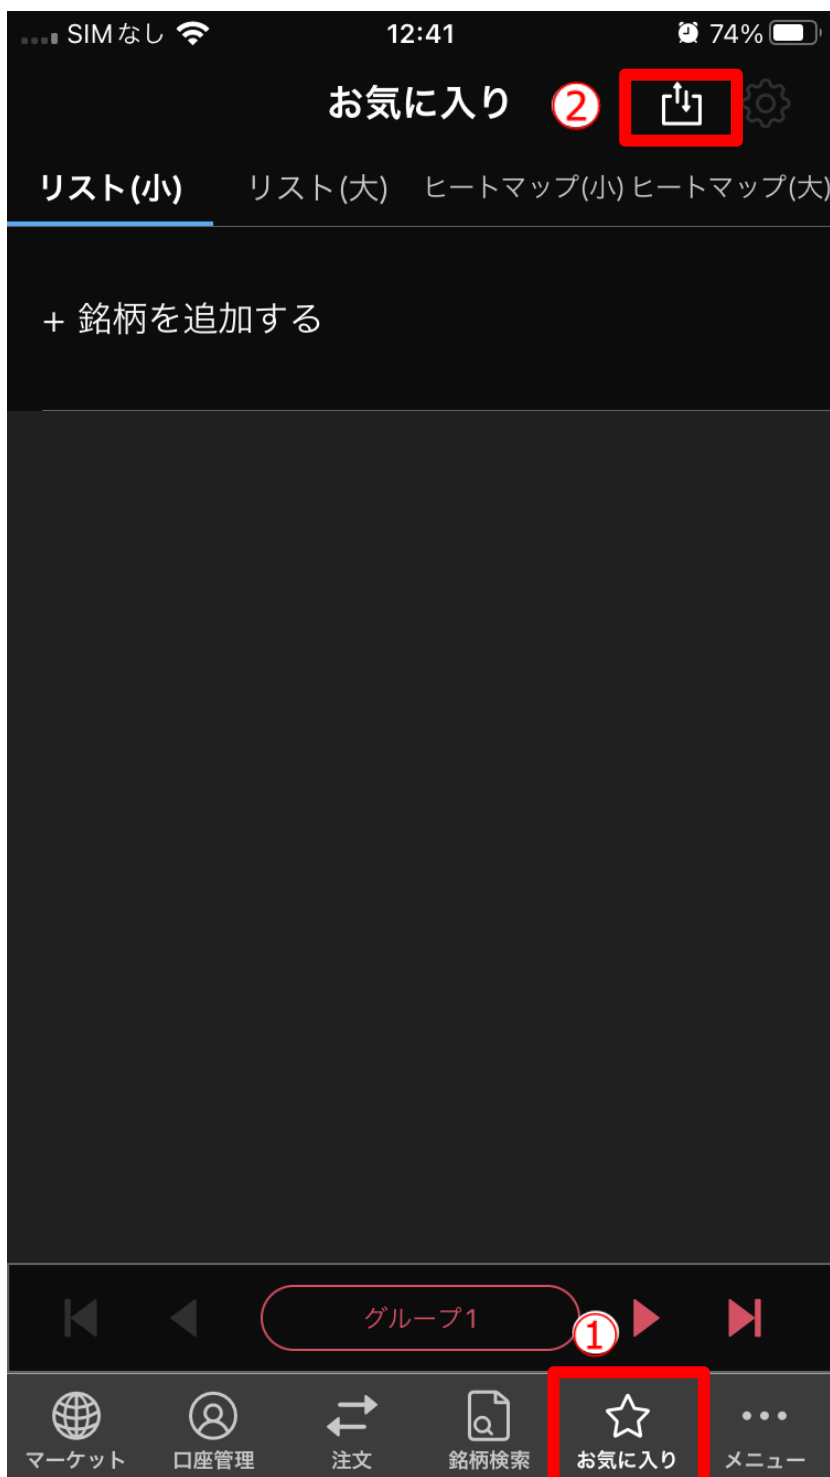 SIMなし 12:41 74%
お気に入り ②
リスト(小) リスト(大) ヒートマップ(小) ヒートマップ(大)
+ 銘柄を追加する
グループ1 ①
マーケット 口座管理 注文 銘柄検索 お気に入り メニュー